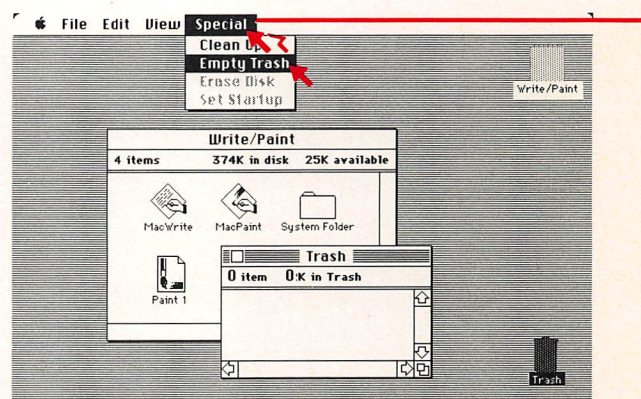 File Edit View Special
Clean Up
Empty Trash
Erase Disk
Set Startup
Write/Paint
Write/Paint
4 items 374K in disk 25K available
MacWrite MacPaint System Folder
Trash
0 item 0K in Trash
Paint 1
Trash